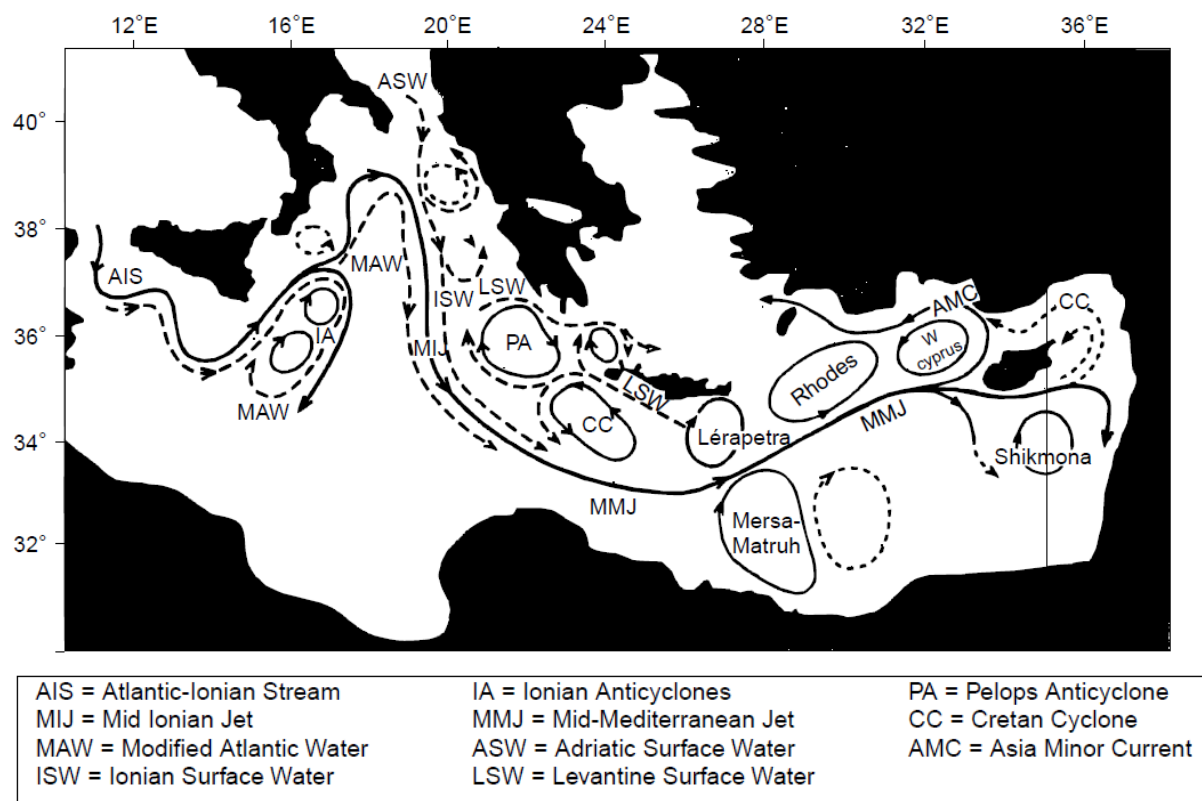 12°E 16°E 20°E 24°E 28°E 32°E 36°E
ASW
40°
38°
AIS
MAW
LSW
ISW
AMC
CC
36°
IA
MIJ
PA
W
cyprus
Rhodes
MAW
LSW
MMJ
CC
Lérapetra
34°
Shikmona
MMJ
Mersa-
Matruh
32°
AIS = Atlantic-Ionian Stream
MIJ = Mid Ionian Jet
MAW = Modified Atlantic Water
ISW = Ionian Surface Water
IA = Ionian Anticyclones
MMJ = Mid-Mediterranean Jet
ASW = Adriatic Surface Water
LSW = Levantine Surface Water
PA = Pelops Anticyclone
CC = Cretan Cyclone
AMC = Asia Minor Current